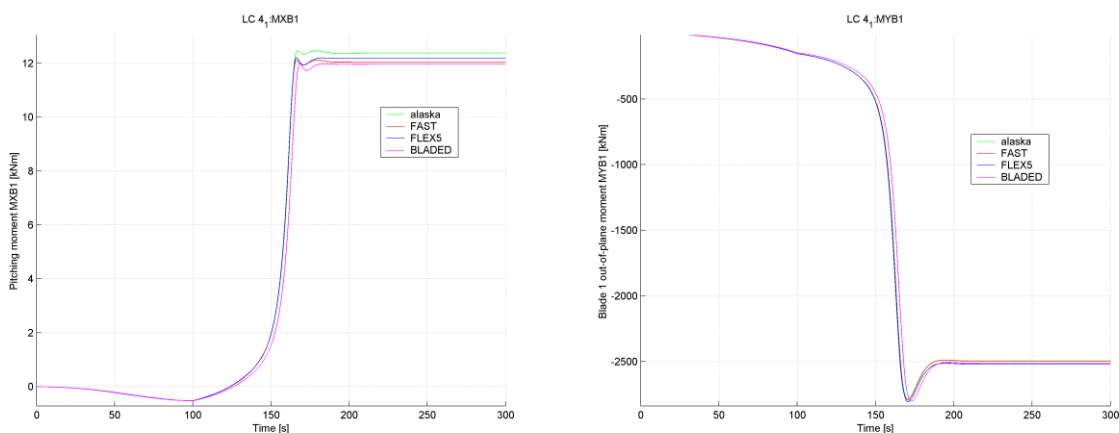 LC 4₁:MXB1
Pitching moment MXB1 [kNm]
12
10
8
6
4
2
0
alaska
FAST
FLEX5
BLADED
0 50 100 150 200 250 300
Time [s]
LC 4₁:MYB1
Blade 1 out-of-plane moment MYB1 [kNm]
-500
-1000
-1500
-2000
-2500
alaska
FAST
FLEX5
BLADED
0 50 100 150 200 250 300
Time [s]